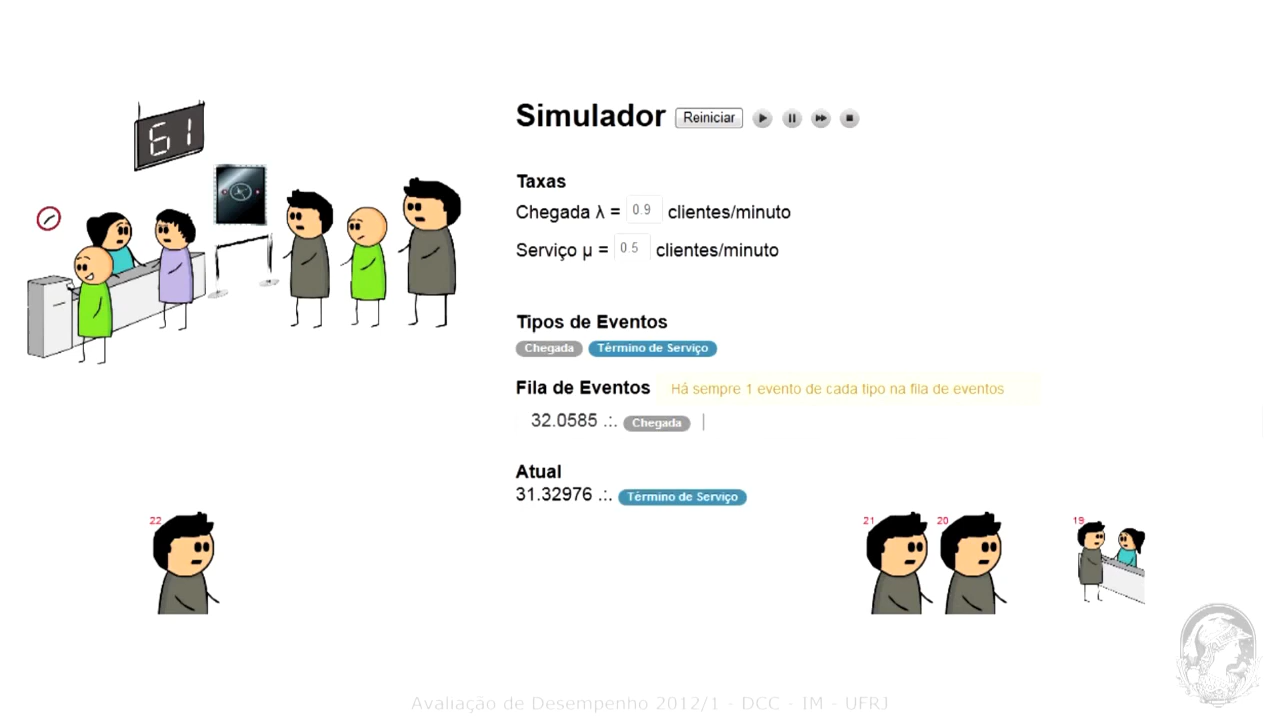 61
Simulador Reiniciar
Taxas
Chegada λ = 0.9 clientes/minuto
Serviço μ = 0.5 clientes/minuto
Tipos de Eventos
Chegada Término de Serviço
Fila de Eventos Há sempre 1 evento de cada tipo na fila de eventos
32.0585 .:. Chegada
Atual
31.32976 .:. Término de Serviço
22 21 20 19
Avaliação de Desempenho 2012/1 - DCC - IM - UFRJ